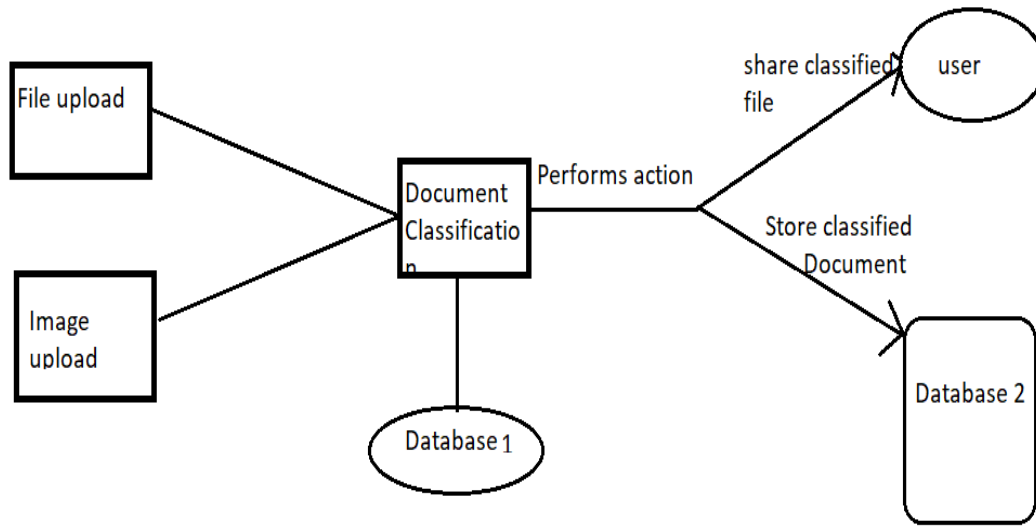 File upload
Image
upload
Document
Classificatio
n
Database 1
Performs action
share classified
file
user
Store classified
Document
Database 2